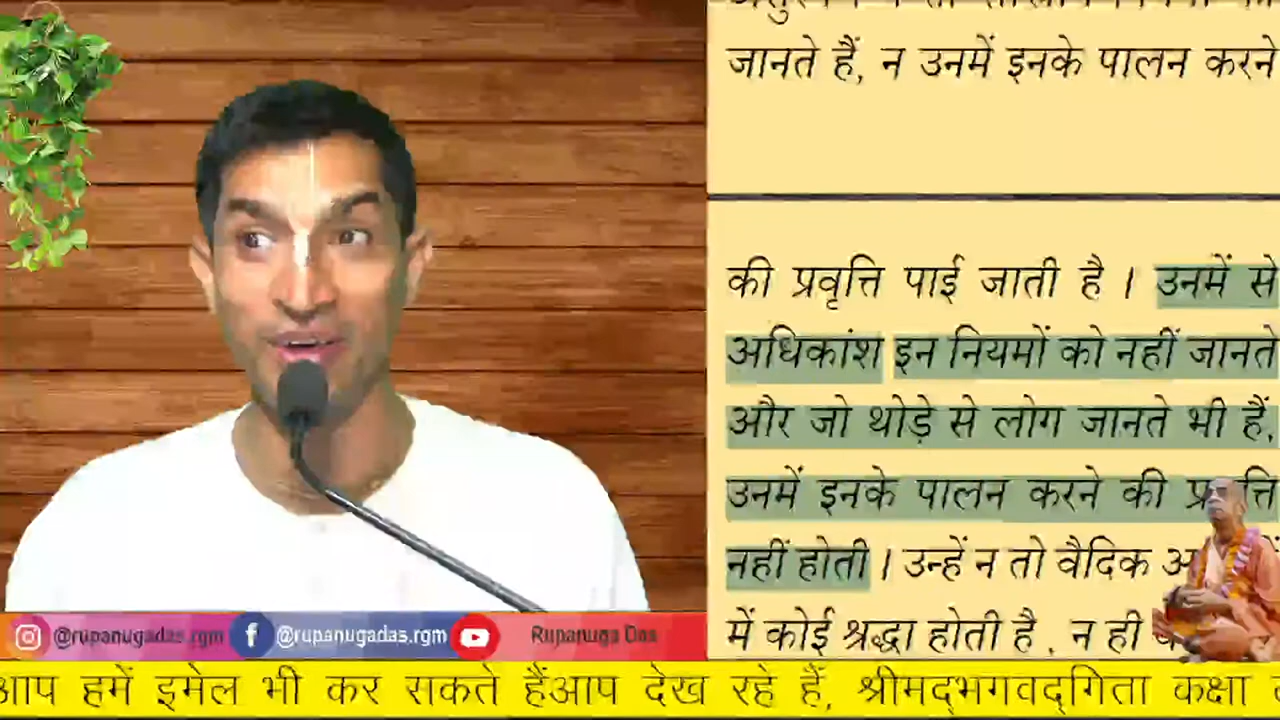 जानते हैं, न उनमें इनके पालन करने
की प्रवृत्ति पाई जाती है । उनमें से
अधिकांश इन नियमों को नहीं जानते
और जो थोड़े से लोग जानते भी हैं,
उनमें इनके पालन करने की
नहीं होती । उन्हें न तो वैदिक
में कोई श्रद्धा होती है , न ही
@rupanugadas.rgm @rupanugadas.rgm Rupanuga Das
आप हमें इमेल भी कर सकते हैंआप देख रहे हैं, श्रीमद्भगवद्गिता कक्षा